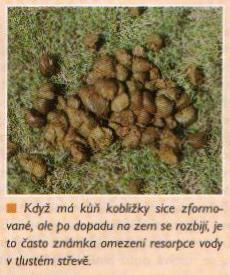 Když má kůň kobližky sice zformo-
vané, ale po dopadu na zem se rozbijí, je
to často známka omezení resorpce vody
v tlustém střevě.